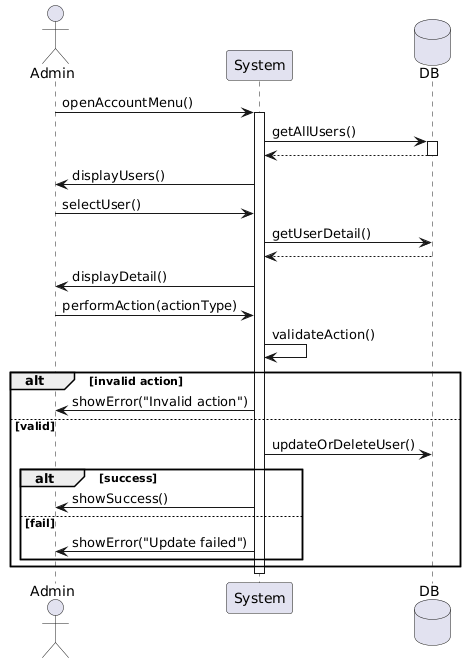 Admin
System
DB
openAccountMenu()
getAllUsers()
displayUsers()
selectUser()
getUserDetail()
displayDetail()
performAction(actionType)
validateAction()
alt [invalid action]
showError("Invalid action")
[valid]
updateOrDeleteUser()
alt [success]
showSuccess()
[fail]
showError("Update failed")
Admin
System
DB